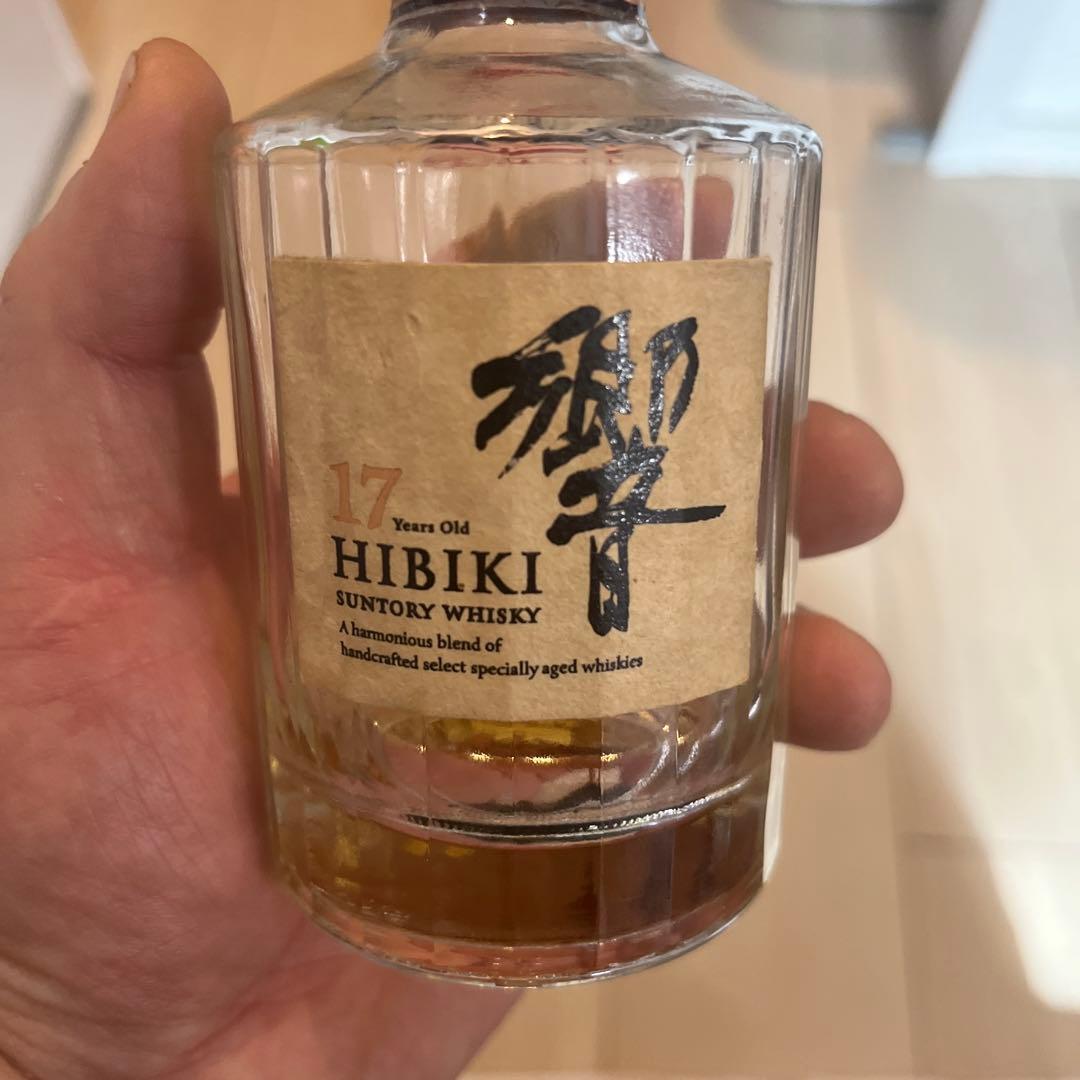 響
17
Years Old
HIBIKI
SUNTORY WHISKY
A harmonious blend of
handcrafted select specially aged whiskies